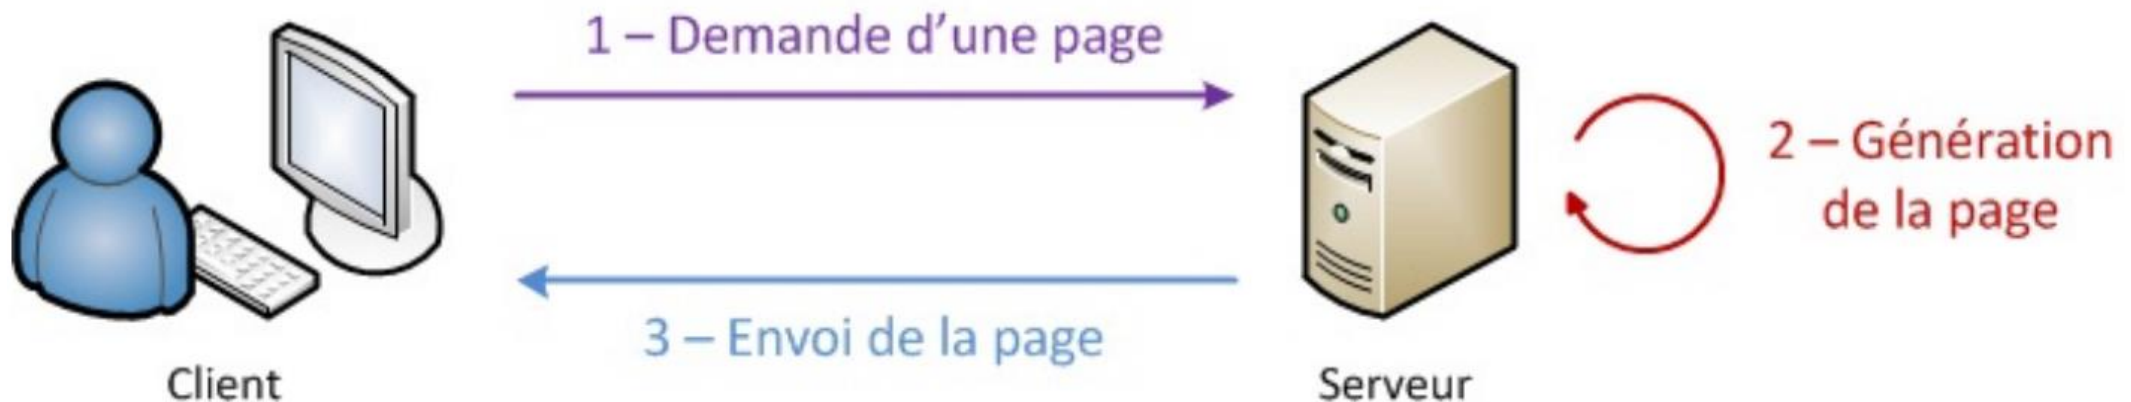 1 – Demande d’une page
2 – Génération
de la page
3 – Envoi de la page
Client
Serveur